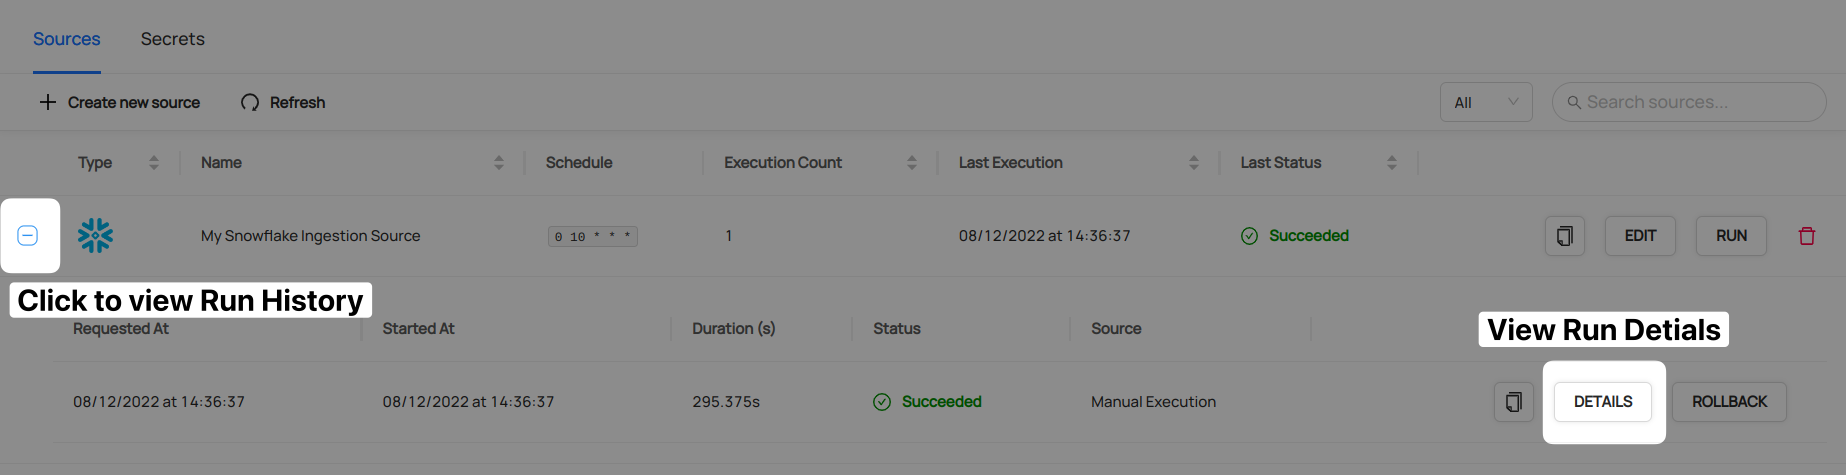 Sources Secrets
Create new source Refresh All Search sources...
Type Name Schedule Execution Count Last Execution Last Status
My Snowflake Ingestion Source 0 10 * * * 1 08/12/2022 at 14:36:37 Succeeded EDIT RUN
Click to view Run History
Requested At Started At Duration (s) Status Source
View Run Detials
08/12/2022 at 14:36:37 08/12/2022 at 14:36:37 295.375s Succeeded Manual Execution DETAILS ROLLBACK